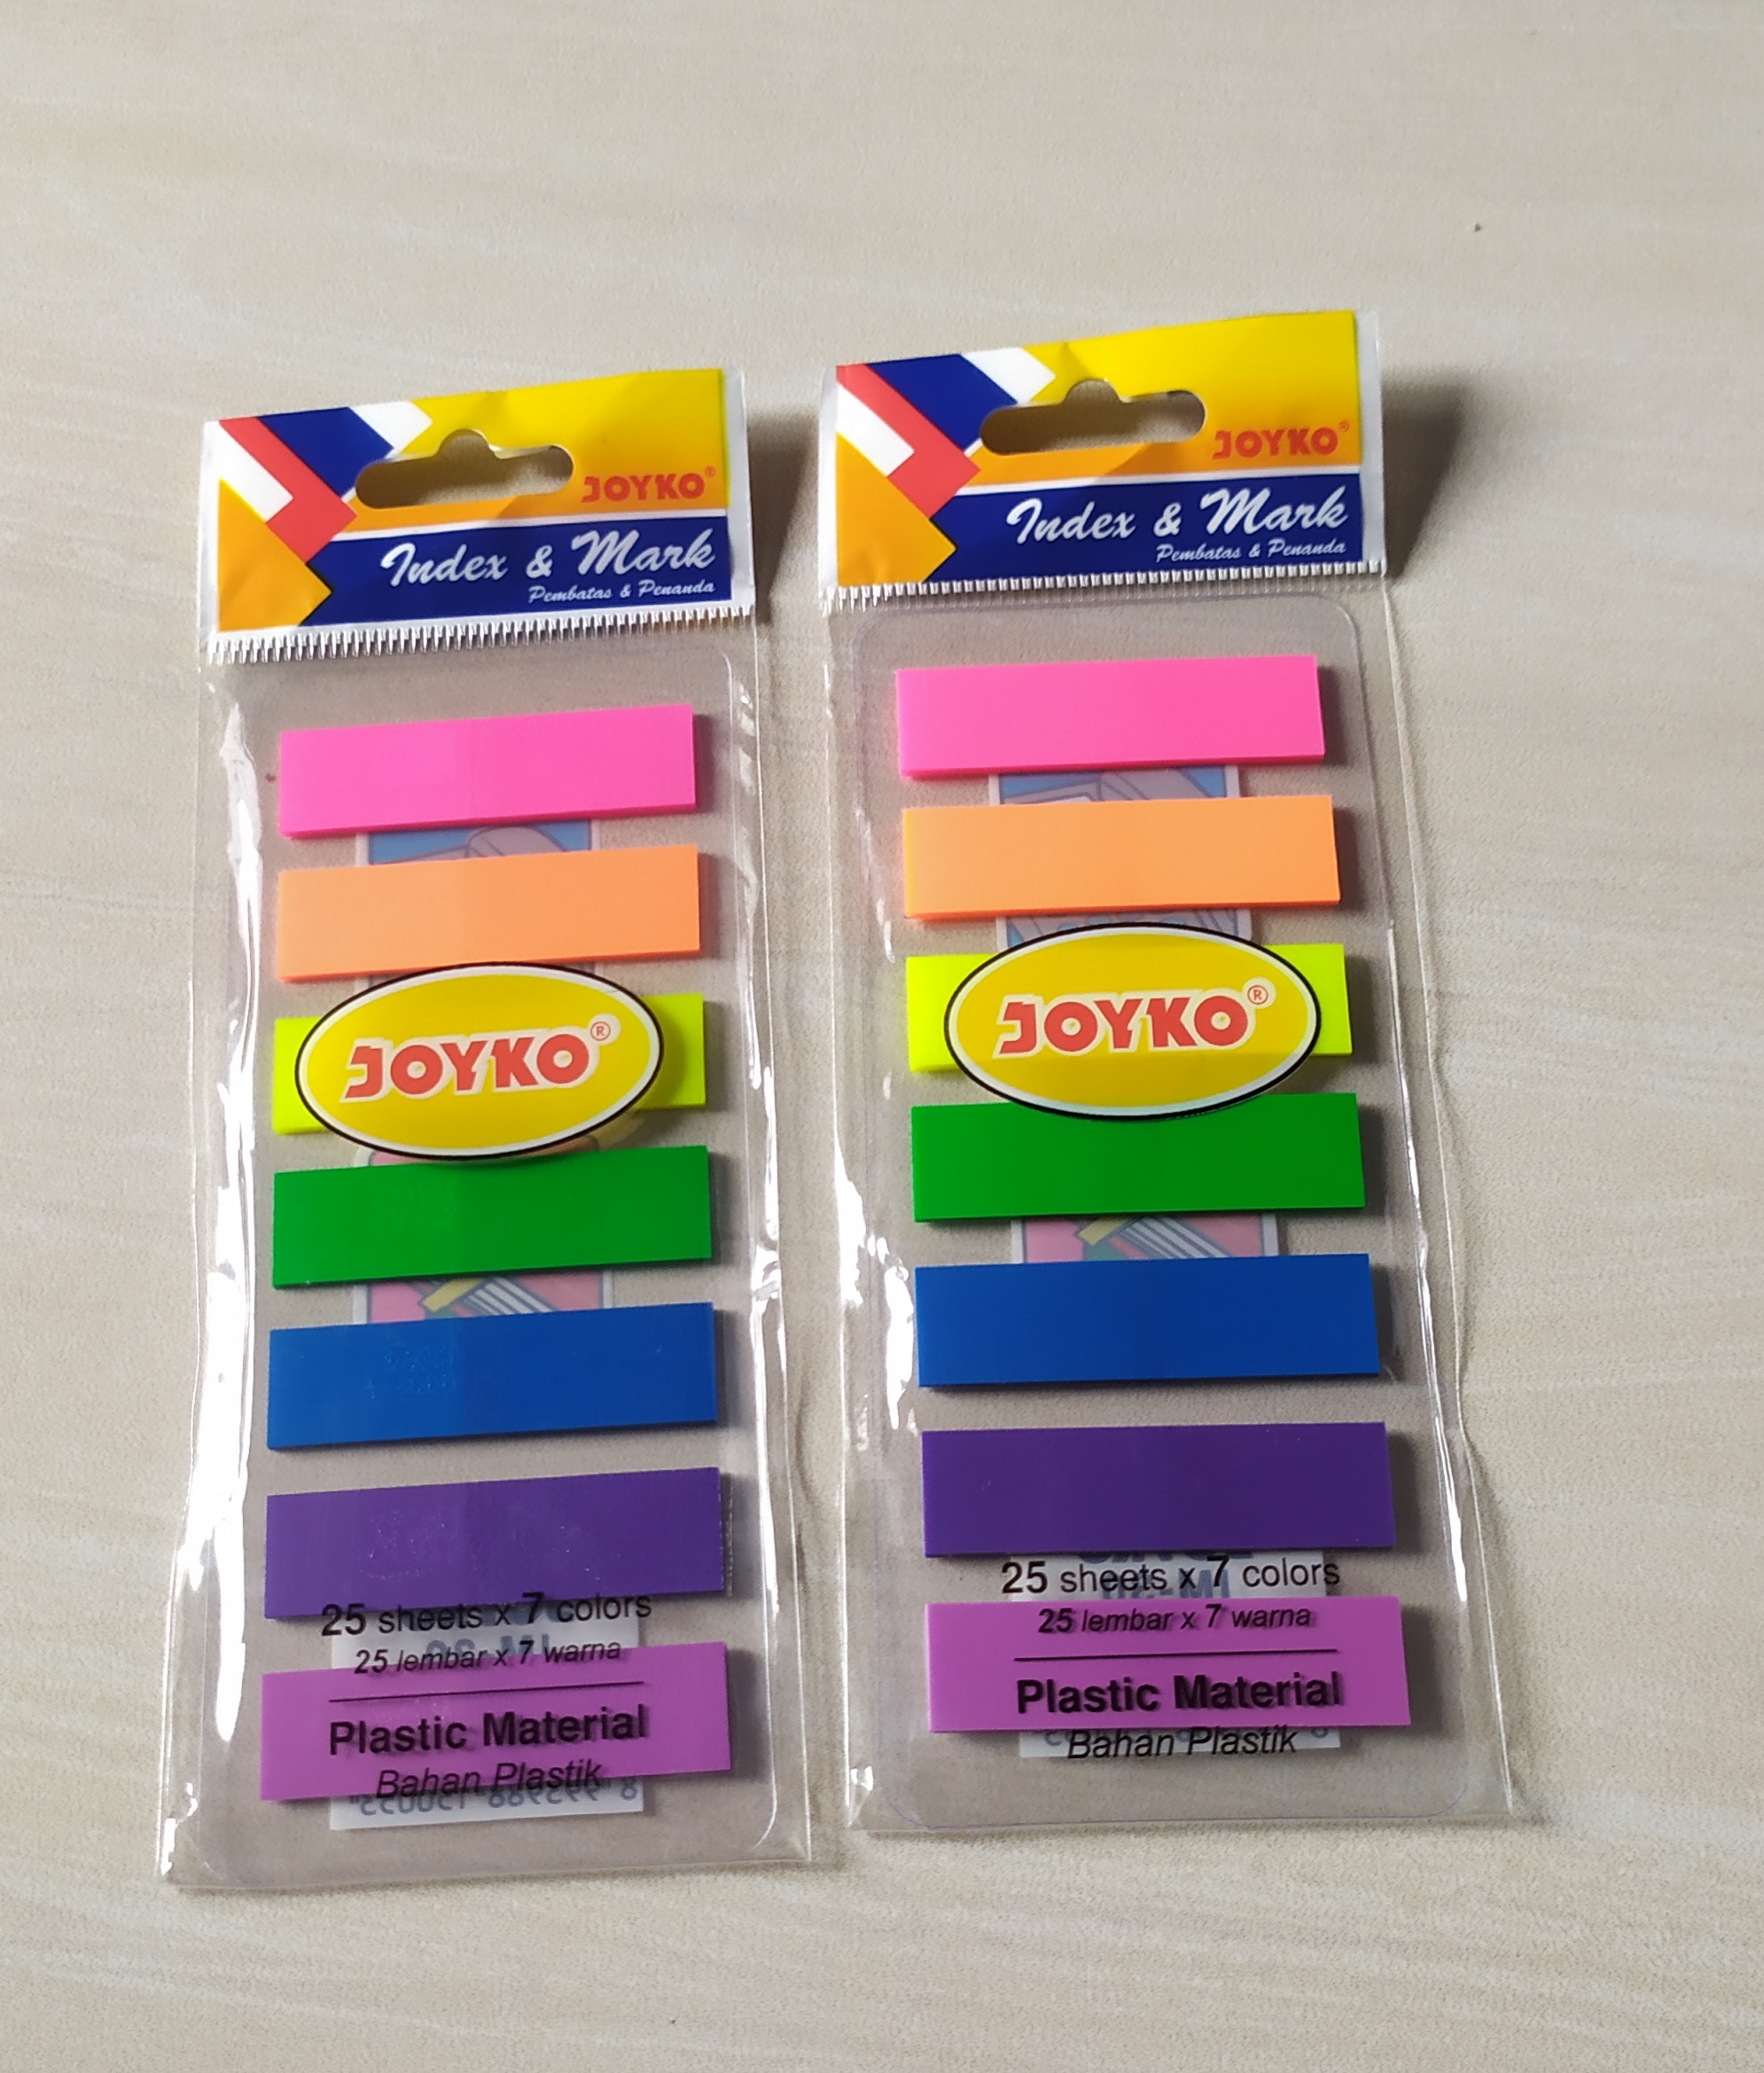 JOYKO®
Index & Mark
Pembatas & Penanda
JOYKO®
25 sheets x 7 colors
25 lembar x 7 warna
Plastic Material
Bahan Plastik
JOYKO®
Index & Mark
Pembatas & Penanda
JOYKO®
25 sheets x 7 colors
25 lembar x 7 warna
Plastic Material
Bahan Plastik